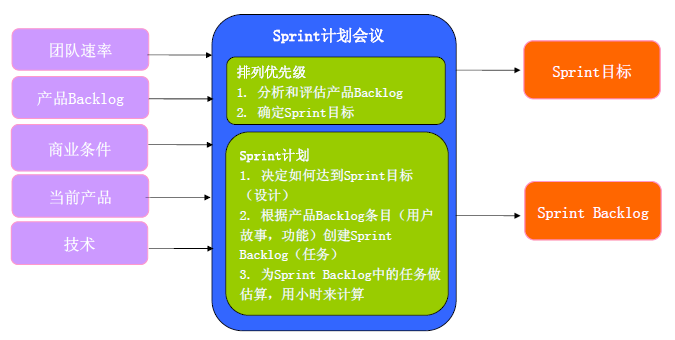 团队速率
产品Backlog
商业条件
当前产品
技术
Sprint计划会议
排列优先级
1. 分析和评估产品Backlog
2. 确定Sprint目标
Sprint计划
1. 决定如何达到Sprint目标
（设计）
2. 根据产品Backlog条目（用户
故事，功能）创建Sprint
Backlog（任务）
3. 为Sprint Backlog中的任务做
估算，用小时来计算
Sprint目标
Sprint Backlog